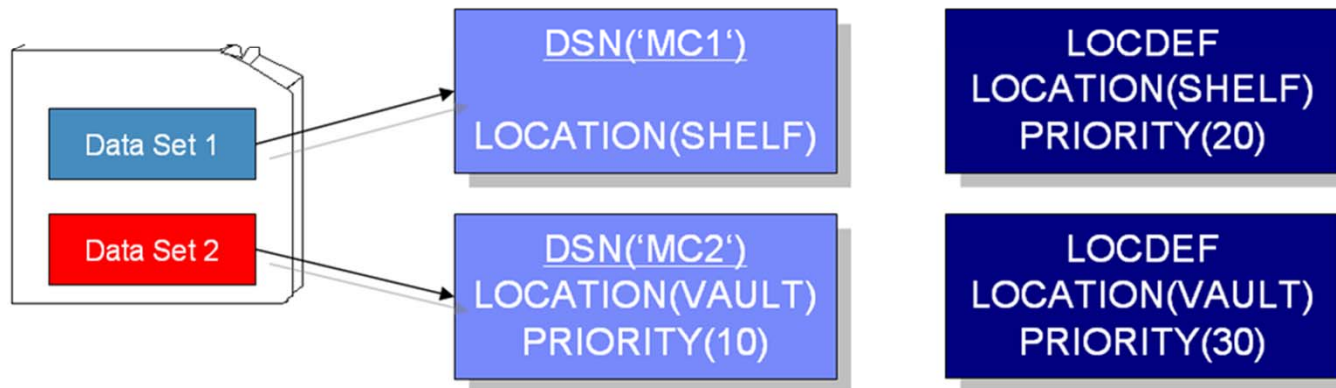 Data Set 1
Data Set 2
DSN(‘MC1‘)
LOCATION(SHELF)
DSN(‘MC2‘)
LOCATION(VAULT)
PRIORITY(10)
LOCDEF
LOCATION(SHELF)
PRIORITY(20)
LOCDEF
LOCATION(VAULT)
PRIORITY(30)